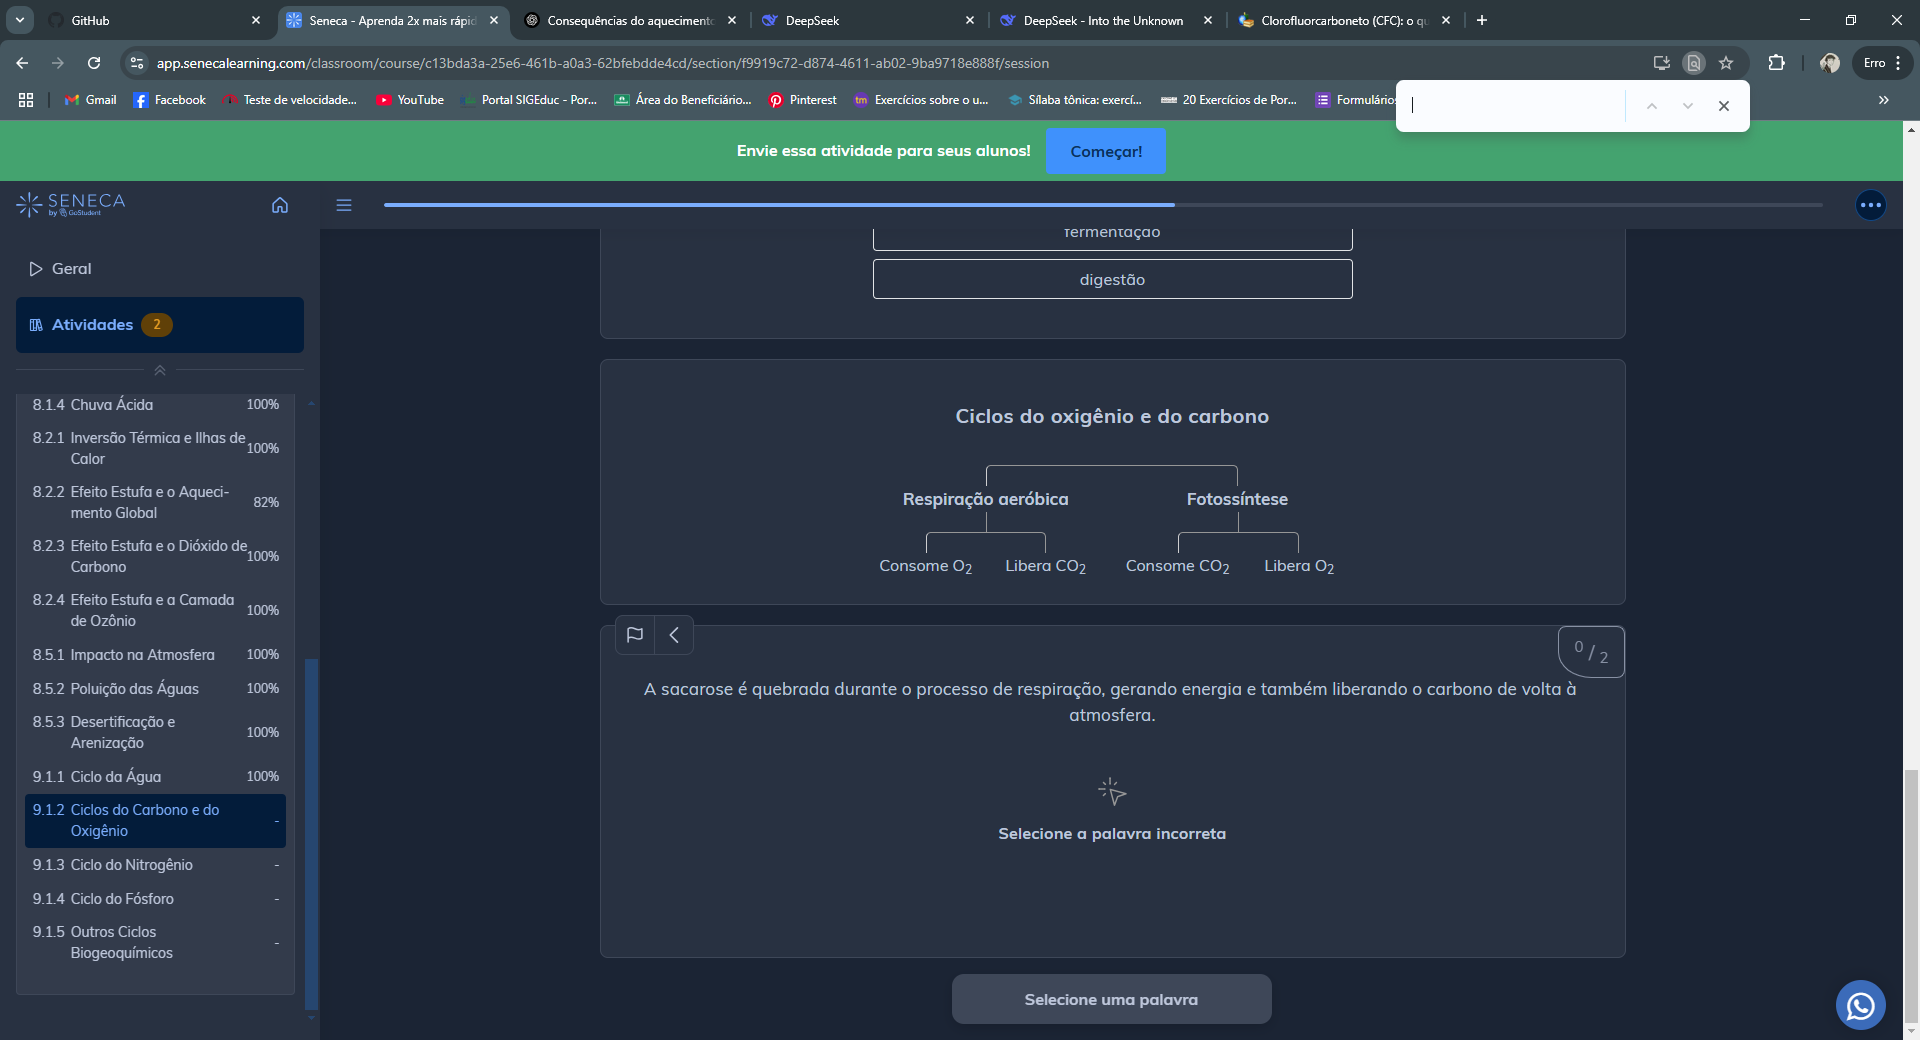 GitHub
Seneca - Aprenda 2x mais rápid
Consequências do aquecimento
DeepSeek
DeepSeek - Into the Unknown
Clorofluorcarboneto (CFC): o qu
app.senecalearning.com/classroom/course/c13bda3a-25e6-461b-a0a3-62bfebdde4cd/section/f9919c72-d874-4611-ab02-9ba9718e888f/session
Erro
Gmail
Facebook
Teste de velocidade...
YouTube
Portal SIGEduc - Por...
Área do Beneficiário...
Pinterest
tm
Exercícios sobre o u...
Sílaba tônica: exercí...
20 Exercícios de Por...
Formulários
Envie essa atividade para seus alunos!
Começar!
SENECA
by GoStudent
Geral
Atividades 2
8.1.4 Chuva Ácida 100%
8.2.1 Inversão Térmica e Ilhas de
Calor 100%
8.2.2 Efeito Estufa e o Aqueci-
mento Global 82%
8.2.3 Efeito Estufa e o Dióxido de
Carbono 100%
8.2.4 Efeito Estufa e a Camada
de Ozônio 100%
8.5.1 Impacto na Atmosfera 100%
8.5.2 Poluição das Águas 100%
8.5.3 Desertificação e
Arenização 100%
9.1.1 Ciclo da Água 100%
9.1.2 Ciclos do Carbono e do
Oxigênio -
9.1.3 Ciclo do Nitrogênio -
9.1.4 Ciclo do Fósforo -
9.1.5 Outros Ciclos
Biogeoquímicos -
fermentação
digestão
Ciclos do oxigênio e do carbono
Respiração aeróbica Fotossíntese
Consome O₂ Libera CO₂ Consome CO₂ Libera O₂
0 / 2
A sacarose é quebrada durante o processo de respiração, gerando energia e também liberando o carbono de volta à
atmosfera.
Selecione a palavra incorreta
Selecione uma palavra